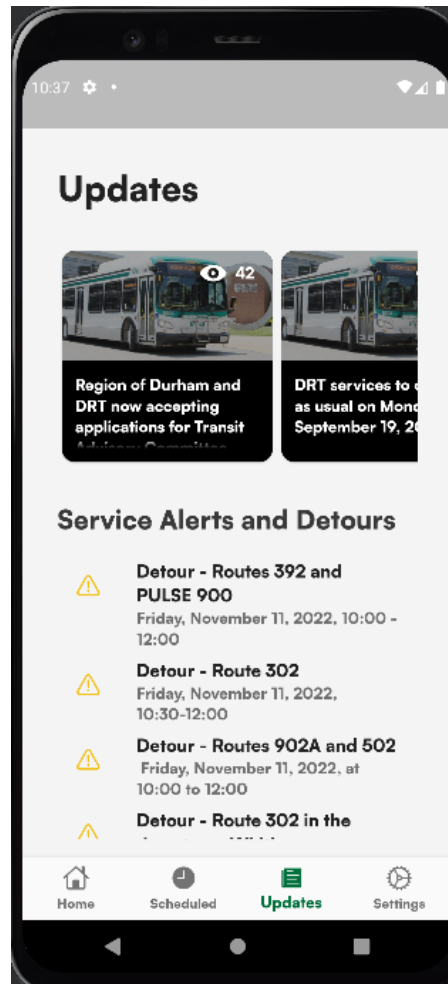 10:37
Updates
42
Region of Durham and
DRT now accepting
applications for Transit
Advisory Committee
DRT services to
as usual on Mon
September 19, 2
Service Alerts and Detours
Detour - Routes 392 and
PULSE 900
Friday, November 11, 2022, 10:00 -
12:00
Detour - Route 302
Friday, November 11, 2022,
10:30-12:00
Detour - Routes 902A and 502
Friday, November 11, 2022, at
10:00 to 12:00
Detour - Route 302 in the
Home
Scheduled
Updates
Settings